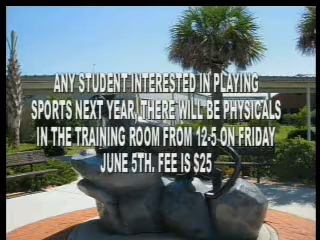 ANY STUDENT INTERESTED IN PLAYING
SPORTS NEXT YEAR, THERE WILL BE PHYSICALS
IN THE TRAINING ROOM FROM 12-5 ON FRIDAY
JUNE 5TH. FEE IS $25